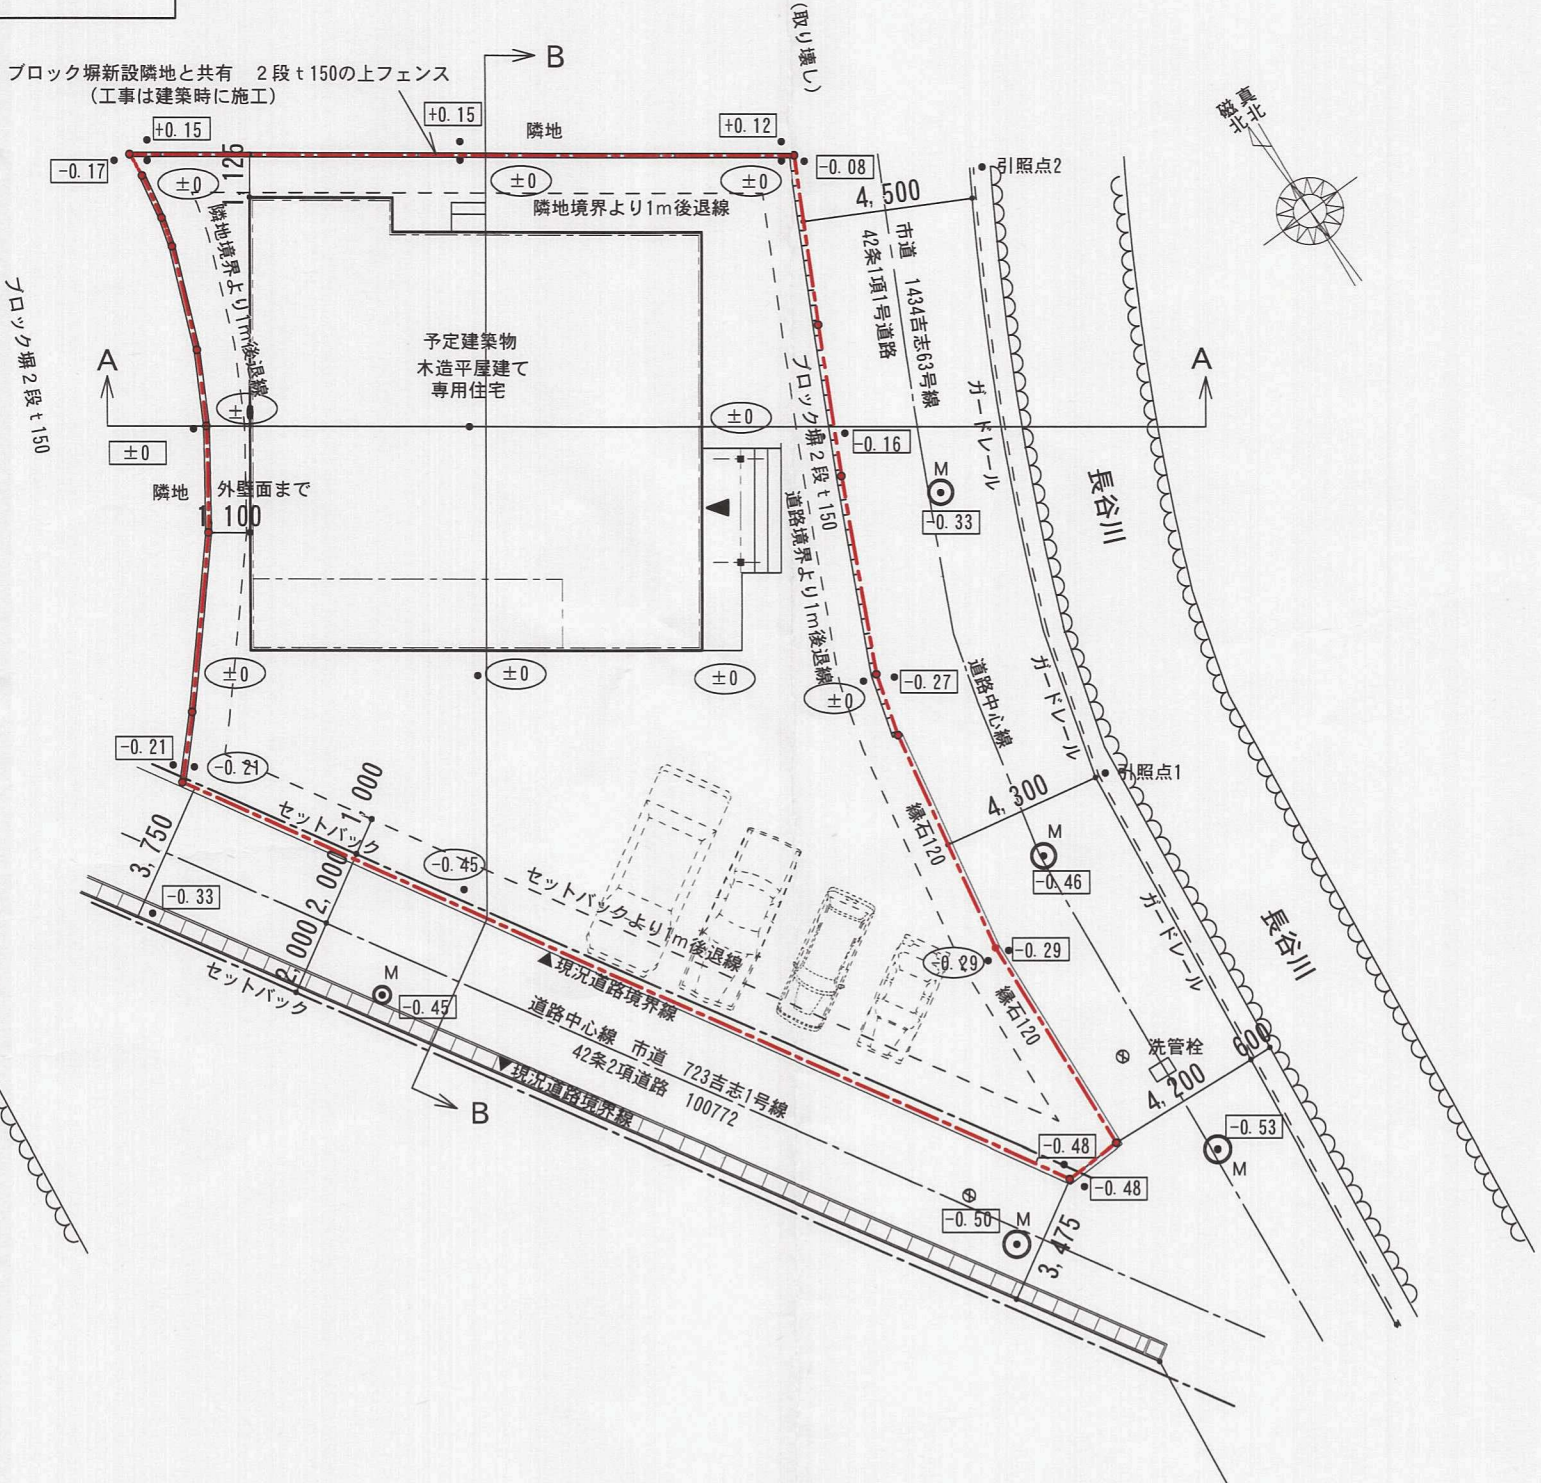 (取り壊し)
B
ブロック塀新設隣地と共有　２段ｔ150の上フェンス
(工事は建築時に施工)
+0.15
+0.15
隣地
+0.12
磁北
真北
-0.17
±0
1,125
±0
±0
-0.08
引照点2
4,500
隣地境界より1m後退線
隣地境界より1m後退線
市道　1434吉志63号線
42条1項1号道路
ブロック塀２段ｔ150
予定建築物
木造平屋建て
専用住宅
A
A
±0
±0
±0
ブロック塀２段ｔ150
-0.16
ガードレール
長谷川
隣地
外壁面まで
1,100
道路境界より1m後退線
M
-0.33
±0
±0
±0
±0
-0.27
道路中心線
ガードレール
-0.21
-0.21
1,000
セットバック
引照点1
4,300
3,750
2,000
2,000
-0.45
縁石120
M
-0.46
-0.33
セットバックより1m後退線
ガードレール
長谷川
セットバック
M
-0.45
▲現況道路境界線
-0.29
-0.29
縁石120
道路中心線　市道　723吉志1号線
42条2項道路　100772
▼現況道路境界線
洗管栓
600
4,200
B
-0.48
-0.48
-0.53
M
-0.50
M
3,475